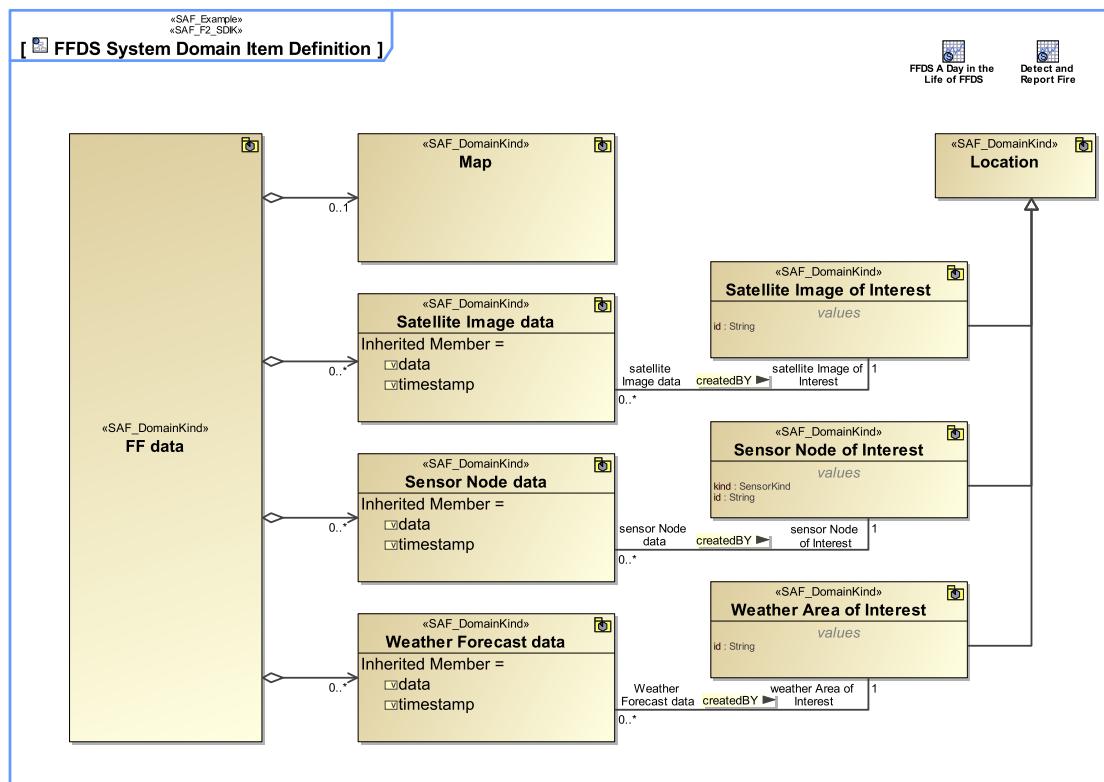 «SAF_Example»
«SAF_F2_SDIK»
[ FFDS System Domain Item Definition ]
FFDS A Day in the
Life of FFDS
Detect and
Report Fire
«SAF_DomainKind»
FF data
«SAF_DomainKind»
Map
0..1
«SAF_DomainKind»
Location
«SAF_DomainKind»
Satellite Image data
Inherited Member =
data
timestamp
0..*
«SAF_DomainKind»
Satellite Image of Interest
values
id : String
satellite
Image data
createdBY
satellite Image of
Interest
1
0..*
«SAF_DomainKind»
Sensor Node data
Inherited Member =
data
timestamp
0..*
«SAF_DomainKind»
Sensor Node of Interest
values
kind : SensorKind
id : String
sensor Node
data
createdBY
sensor Node
of Interest
1
0..*
«SAF_DomainKind»
Weather Forecast data
Inherited Member =
data
timestamp
0..*
«SAF_DomainKind»
Weather Area of Interest
values
id : String
Weather
Forecast data
createdBY
weather Area of
Interest
1
0..*